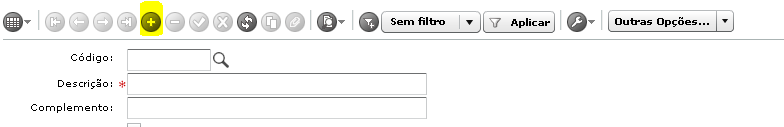 Sem filtro Aplicar Outras Opções...
Código:
Descrição: *
Complemento: